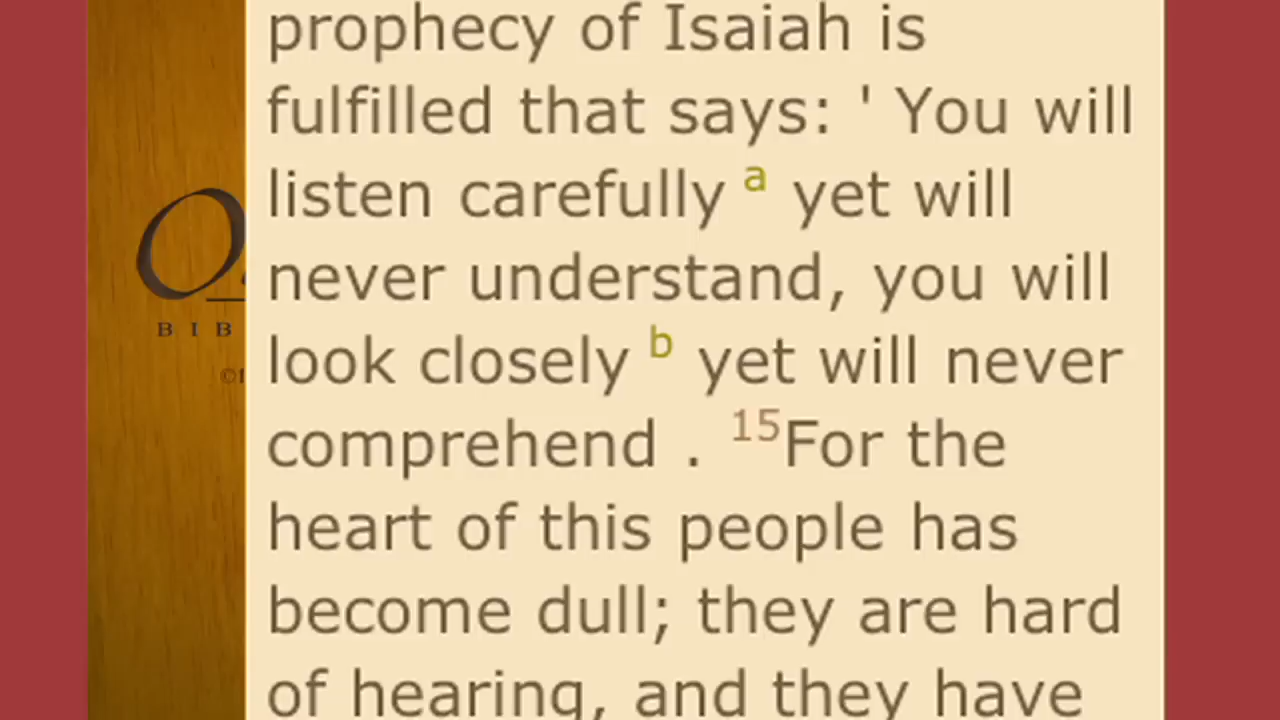 prophecy of Isaiah is
fulfilled that says: ' You will
listen carefully a yet will
never understand, you will
look closely b yet will never
comprehend . 15For the
heart of this people has
become dull; they are hard
of hearing, and they have
O
B I B
©